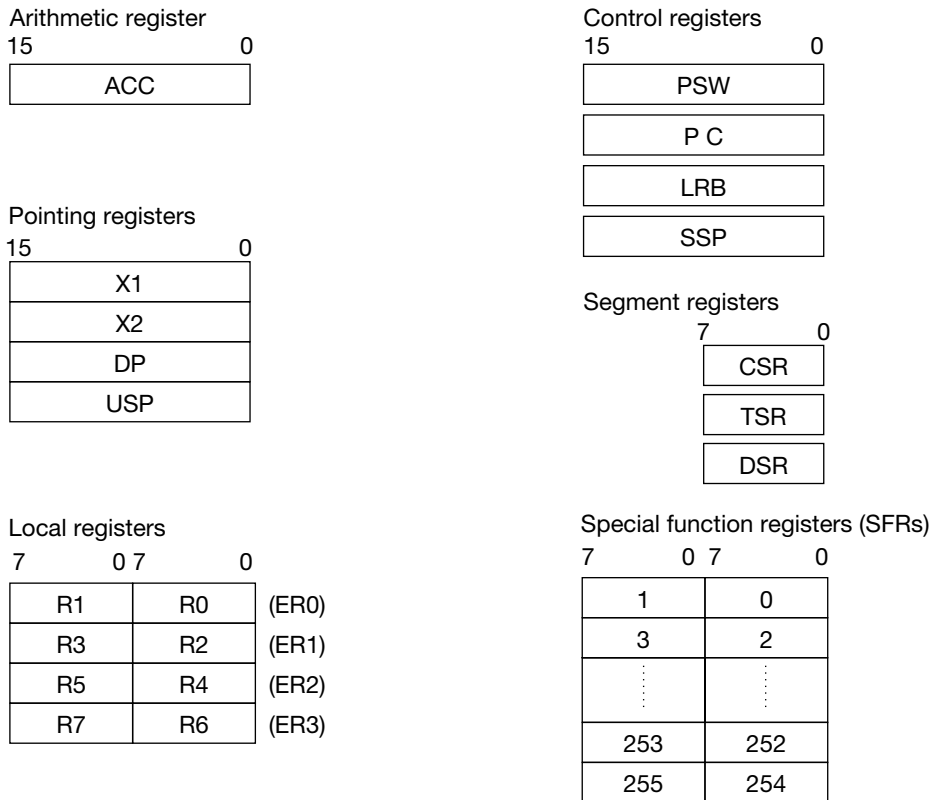 Arithmetic register
15 0
ACC
Pointing registers
15 0
X1
X2
DP
USP
Local registers
7 0 7 0
R1 R0 (ER0)
R3 R2 (ER1)
R5 R4 (ER2)
R7 R6 (ER3)
Control registers
15 0
PSW
P C
LRB
SSP
Segment registers
7 0
CSR
TSR
DSR
Special function registers (SFRs)
7 0 7 0
1 0
3 2
253 252
255 254